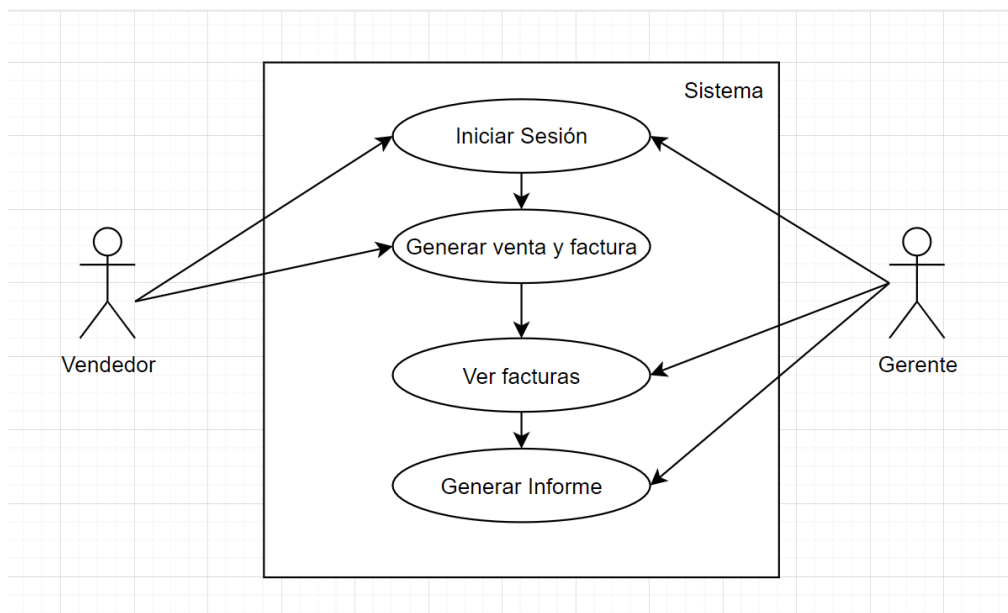 Sistema
Iniciar Sesión
Generar venta y factura
Vendedor
Gerente
Ver facturas
Generar Informe